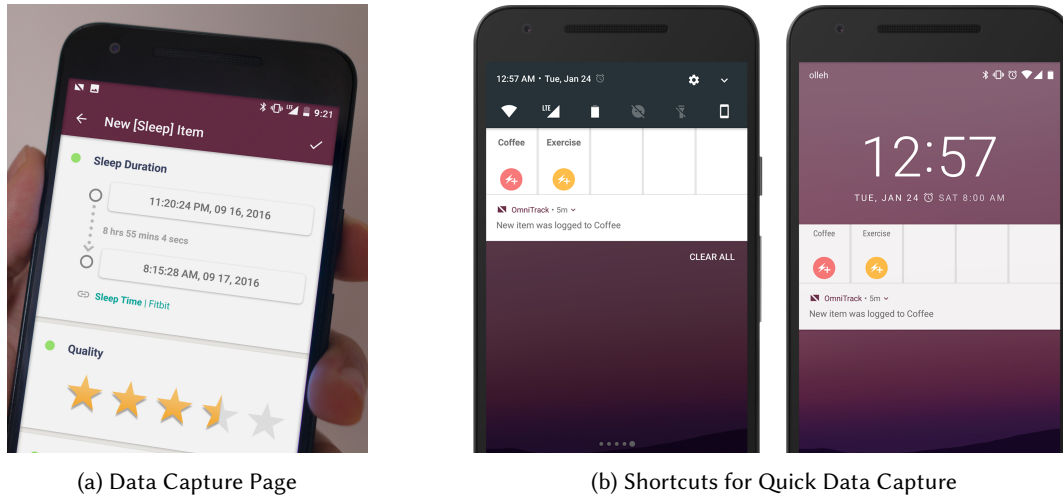 9:21
New [Sleep] Item
Sleep Duration
11:20:24 PM, 09 16, 2016
8 hrs 55 mins 4 secs
8:15:28 AM, 09 17, 2016
Sleep Time | Fitbit
Quality
(a) Data Capture Page
12:57 AM • Tue, Jan 24
LTE
Coffee Exercise
OmniTrack • 5m
New item was logged to Coffee
CLEAR ALL
olleh
12:57
TUE, JAN 24 SAT 8:00 AM
Coffee Exercise
OmniTrack • 5m
New item was logged to Coffee
(b) Shortcuts for Quick Data Capture